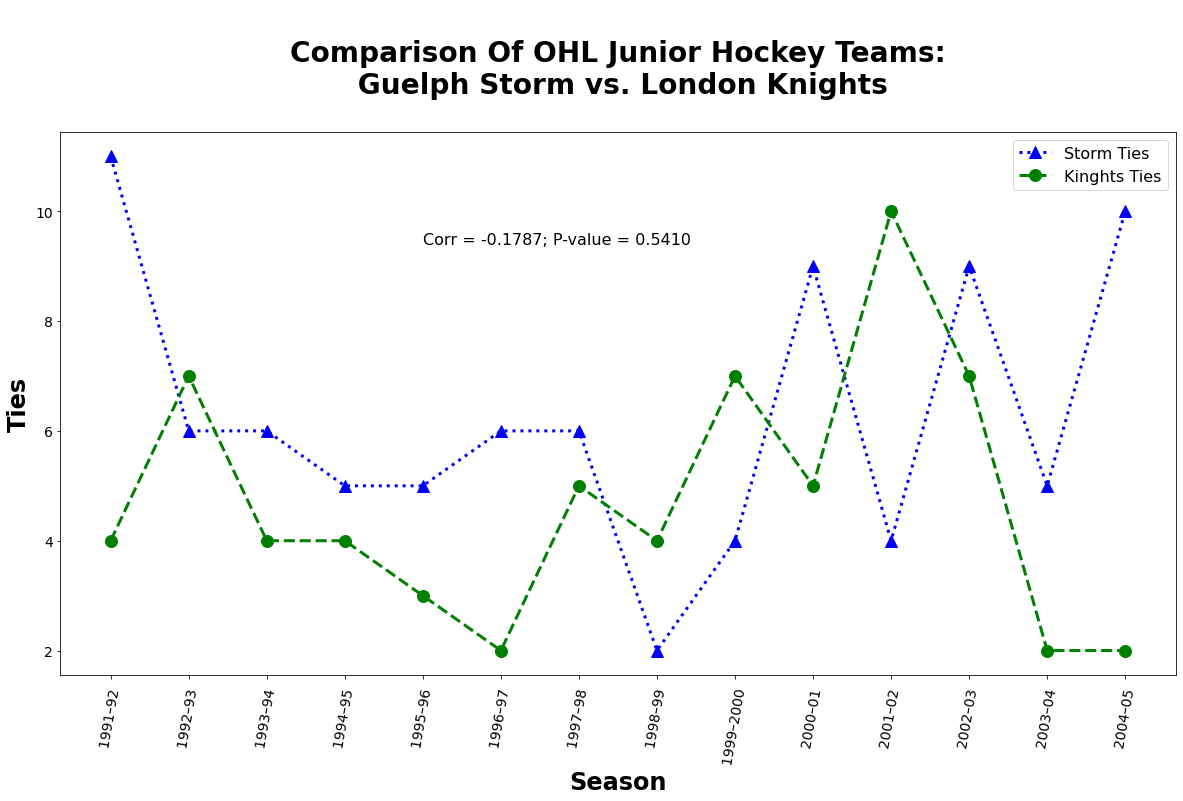 Comparison Of OHL Junior Hockey Teams:
Guelph Storm vs. London Knights
Storm Ties
Kinghts Ties
Corr = -0.1787; P-value = 0.5410
Ties
10
8
6
4
2
1991–92
1992–93
1993–94
1994–95
1995–96
1996–97
1997–98
1998–99
1999–2000
2000–01
2001–02
2002–03
2003–04
2004–05
Season